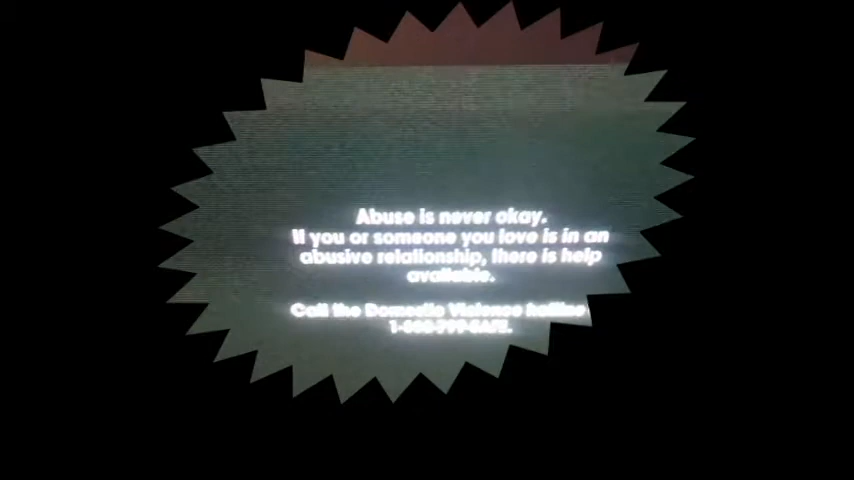 Abuse is never okay.
If you or someone you love is in an
abusive relationship, there is help
available.
Call the Domestic Violence hotline
1-800-799-SAFE.